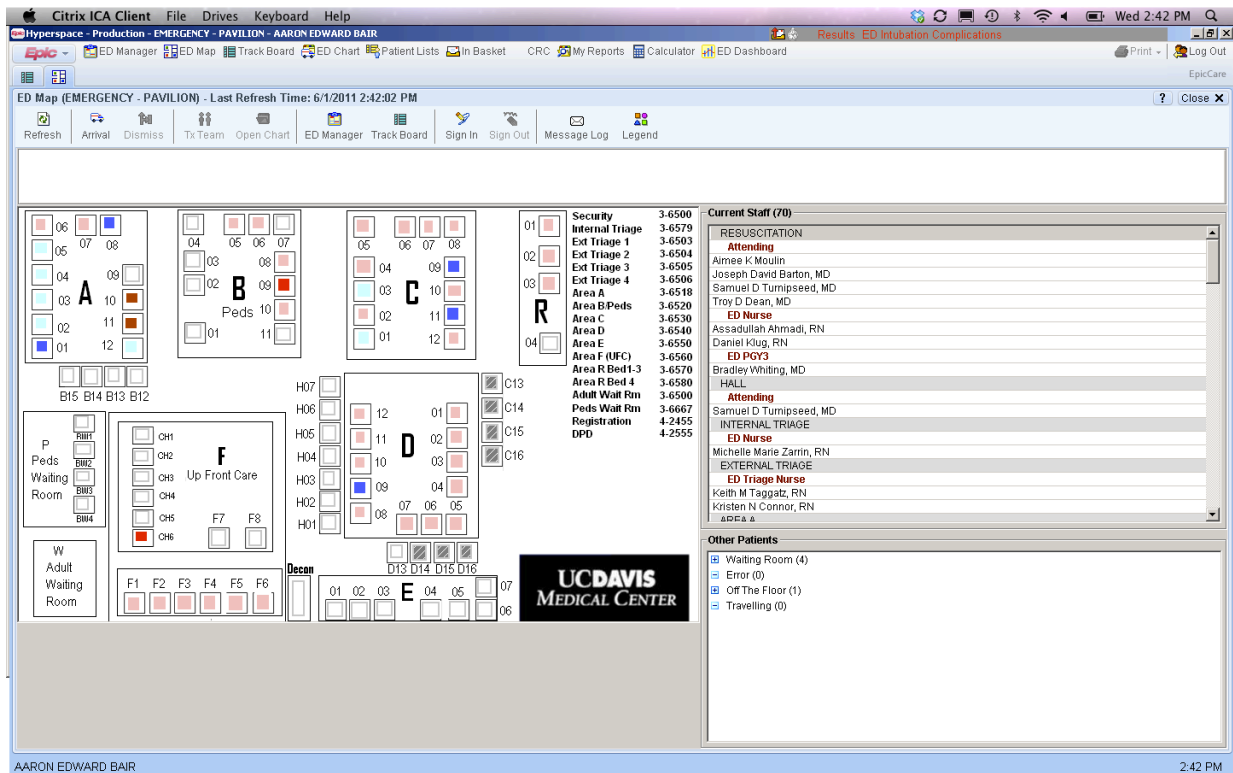 Citrix ICA Client File Drives Keyboard Help Wed 2:42 PM
Epic Hyperspace - Production - EMERGENCY - PAVILION - AARON EDWARD BAIR Results ED Intubation Complications
Epic ED Manager ED Map Track Board ED Chart Patient Lists In Basket CRC My Reports Calculator ED Dashboard Print Log Out
EpicCare
ED Map (EMERGENCY - PAVILION) - Last Refresh Time: 6/1/2011 2:42:02 PM ? Close X
Refresh Arrival Dismiss Tx Team Open Chart ED Manager Track Board Sign In Sign Out Message Log Legend
06 07 08
05
04 09
03 A 10
02 11
01 12
B15 B14 B13 B12
04 05 06 07
03 08
02 B 09
Peds 10
01 11
05 06 07 08
04 09
03 C 10
02 11
01 12
01
02
03
R
04
Security 3-6500
Internal Triage 3-6579
Ext Triage 1 3-6503
Ext Triage 2 3-6504
Ext Triage 3 3-6505
Ext Triage 4 3-6506
Area A 3-6518
Area B/Peds 3-6520
Area C 3-6530
Area D 3-6540
Area E 3-6550
Area F (UFC) 3-6560
Area R Bed1-3 3-6570
Area R Bed 4 3-6580
Adult Wait Rm 3-6500
Peds Wait Rm 3-6667
Registration 4-2455
DPD 4-2555
P
Peds
Waiting
Room
RW1
BW2
BW3
BW4
CH1
CH2
CH3
CH4
CH5
CH6
F
Up Front Care
F7 F8
H07
H06
H05
H04
H03
H02
H01
12 01
11 D 02
10 03
09 04
08 07 06 05
C13
C14
C15
C16
D13 D14 D15 D16
W
Adult
Waiting
Room
F1 F2 F3 F4 F5 F6
Decon
01 02 03 E 04 05 07
06
UCDAVIS
MEDICAL CENTER
Current Staff (70)
RESUSCITATION
Attending
Aimee K Moulin
Joseph David Barton, MD
Samuel D Turnipseed, MD
Troy D Dean, MD
ED Nurse
Assadullah Ahmadi, RN
Daniel Klug, RN
ED PGY3
Bradley Whiting, MD
HALL
Attending
Samuel D Turnipseed, MD
INTERNAL TRIAGE
ED Nurse
Michelle Marie Zarrin, RN
EXTERNAL TRIAGE
ED Triage Nurse
Keith M Taggatz, RN
Kristen N Connor, RN
AREA A
Other Patients
Waiting Room (4)
Error (0)
Off The Floor (1)
Travelling (0)
AARON EDWARD BAIR 2:42 PM